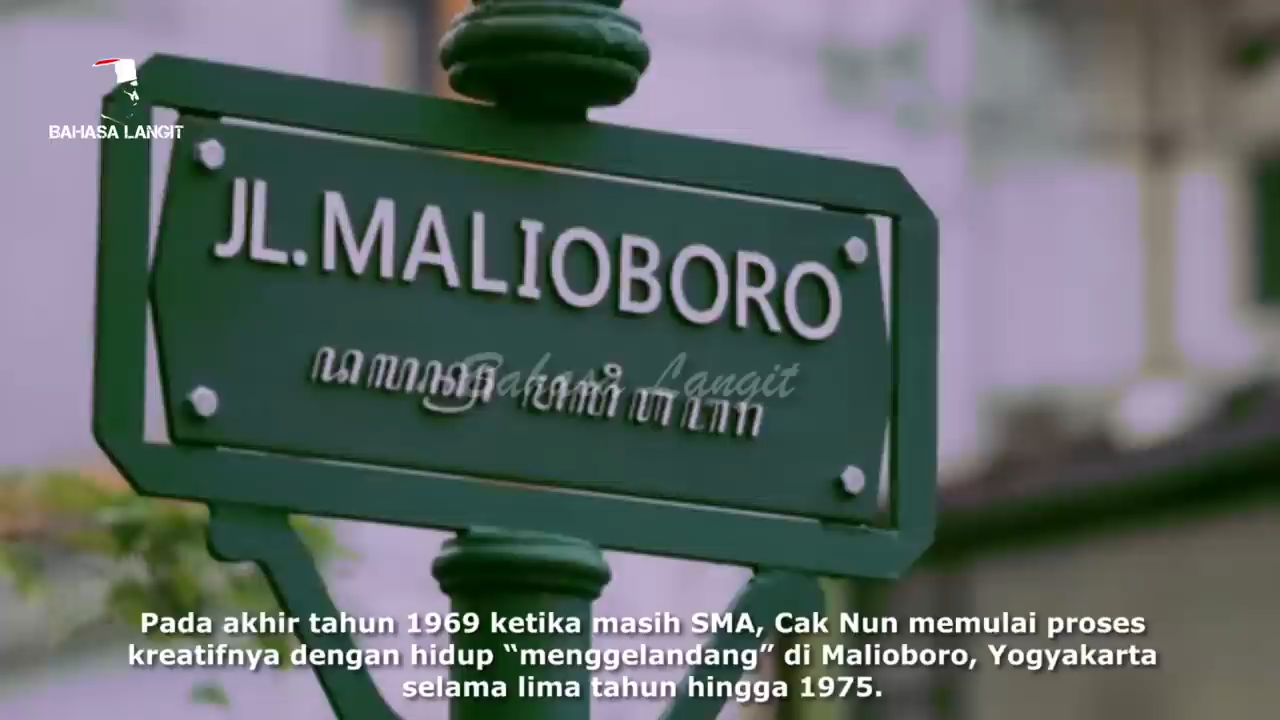 BAHASA LANGIT
JL. MALIOBORO
Bahasa Langit
Pada akhir tahun 1969 ketika masih SMA, Cak Nun memulai proses
kreatifnya dengan hidup “menggelandang” di Malioboro, Yogyakarta
selama lima tahun hingga 1975.